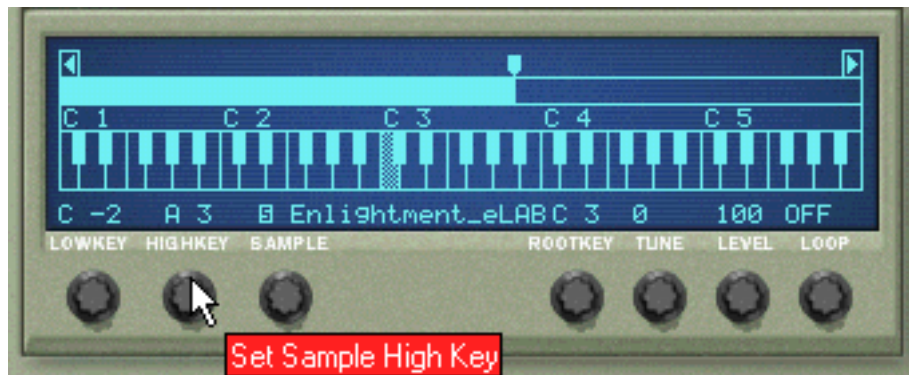 C 1 C 2 C 3 C 4 C 5
C -2 A 3 S Enlightment_eLAB C 3 0 100 OFF
LOWKEY HIGHKEY SAMPLE ROOTKEY TUNE LEVEL LOOP
Set Sample High Key